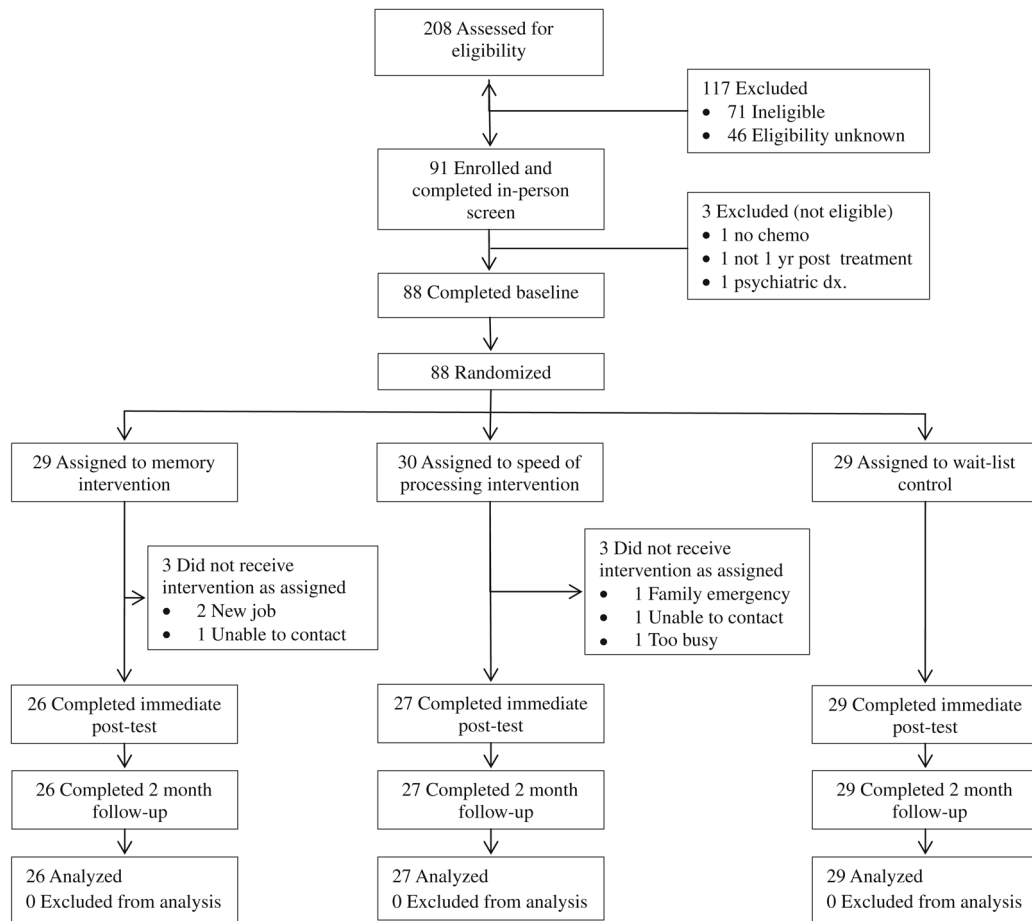 208 Assessed for
eligibility
117 Excluded
• 71 Ineligible
• 46 Eligibility unknown
91 Enrolled and
completed in-person
screen
3 Excluded (not eligible)
• 1 no chemo
• 1 not 1 yr post treatment
• 1 psychiatric dx.
88 Completed baseline
88 Randomized
29 Assigned to memory
intervention
30 Assigned to speed of
processing intervention
29 Assigned to wait-list
control
3 Did not receive
intervention as assigned
• 2 New job
• 1 Unable to contact
3 Did not receive
intervention as assigned
• 1 Family emergency
• 1 Unable to contact
• 1 Too busy
26 Completed immediate
post-test
27 Completed immediate
post-test
29 Completed immediate
post-test
26 Completed 2 month
follow-up
27 Completed 2 month
follow-up
29 Completed 2 month
follow-up
26 Analyzed
0 Excluded from analysis
27 Analyzed
0 Excluded from analysis
29 Analyzed
0 Excluded from analysis